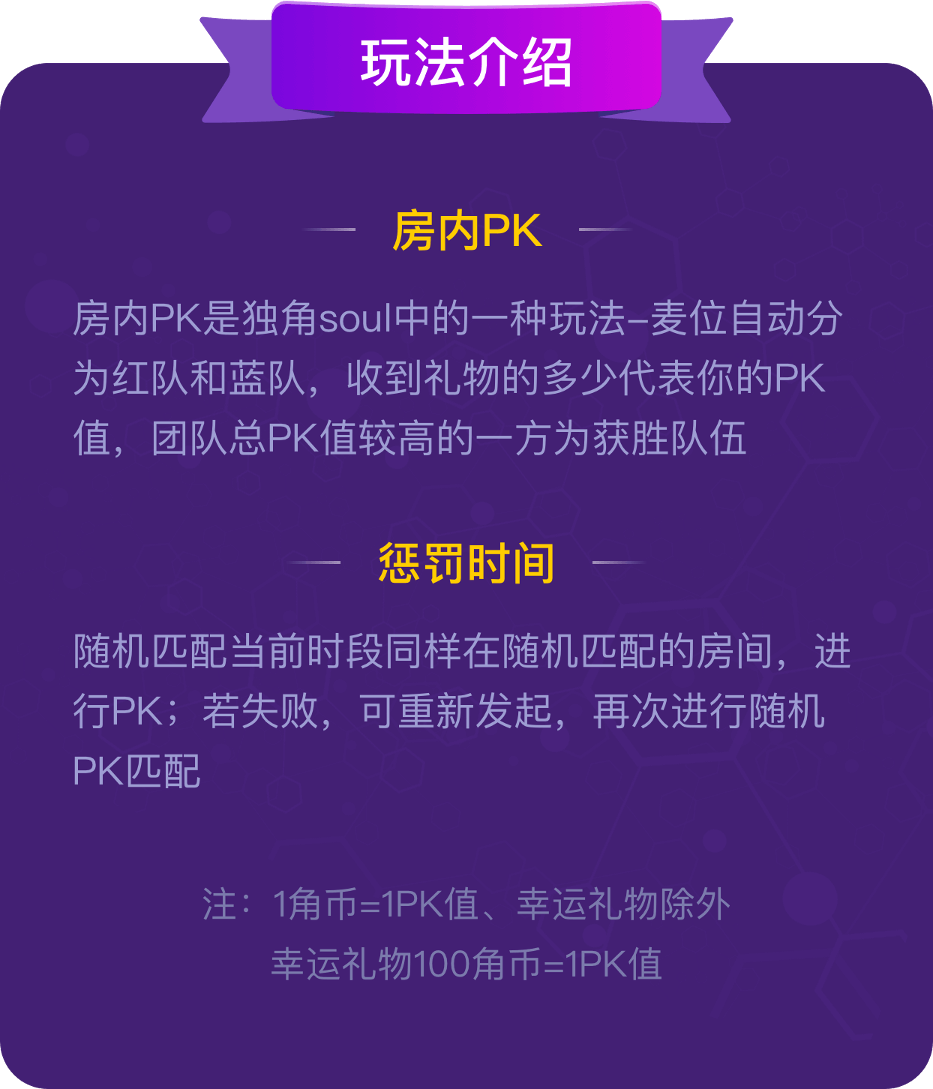 玩法介绍
房内PK
房内PK是独角soul中的一种玩法–麦位自动分
为红队和蓝队，收到礼物的多少代表你的PK
值，团队总PK值较高的一方为获胜队伍
惩罚时间
随机匹配当前时段同样在随机匹配的房间，进
行PK；若失败，可重新发起，再次进行随机
PK匹配
注：1角币=1PK值、幸运礼物除外
幸运礼物100角币=1PK值